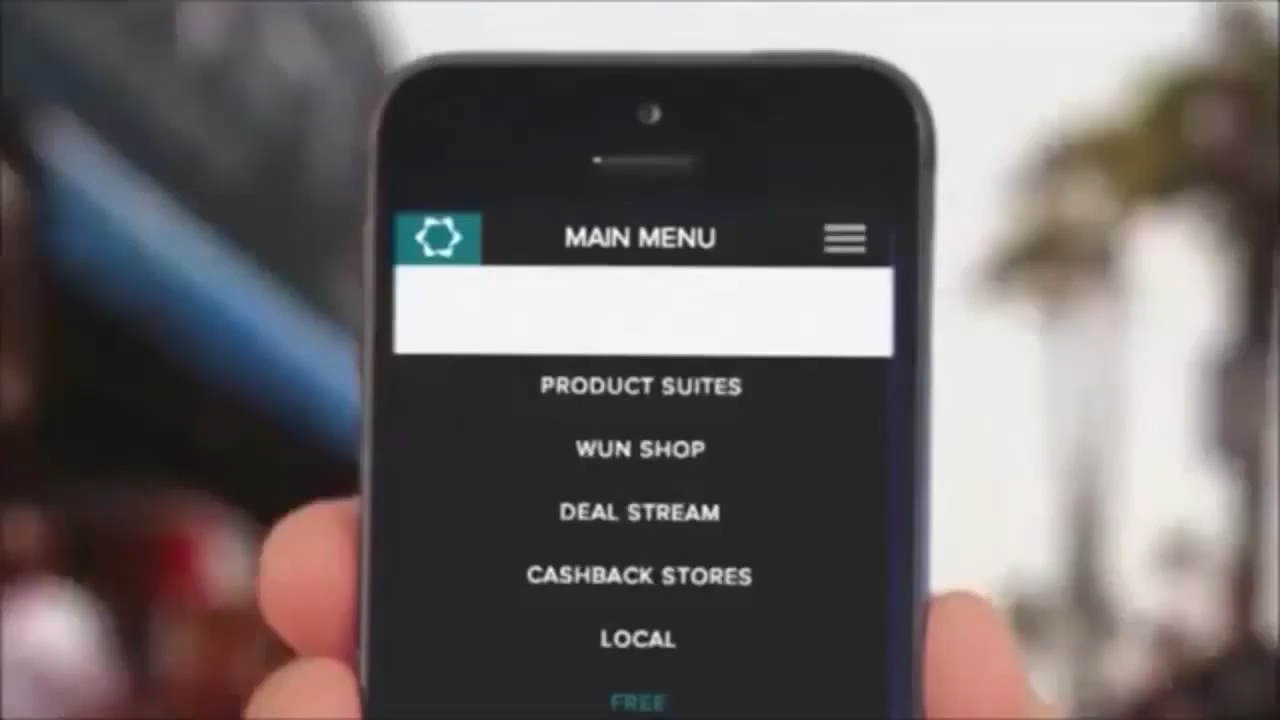 MAIN MENU
PRODUCT SUITES
WUN SHOP
DEAL STREAM
CASHBACK STORES
LOCAL
FREE